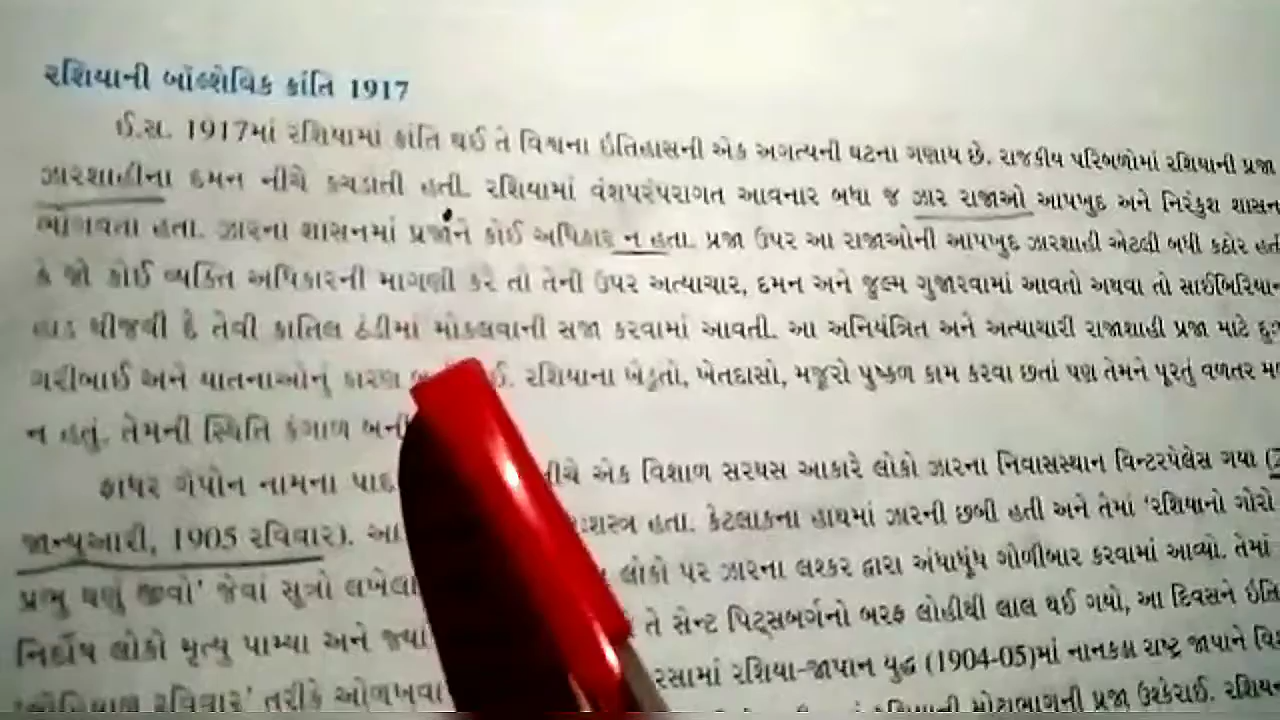 રશિયાની બૉલ્શેવિક ક્રાંતિ 1917
ઈ.સ. 1917માં રશિયામાં ક્રાંતિ થઈ તે વિશ્વના ઇતિહાસની એક અગત્યની ઘટના ગણાય છે. રાજકીય પરિબળોમાં રશિયાની પ્રજા
ઝારશાહીના દમન નીચે કચડાતી હતી. રશિયામાં વંશપરંપરાગત આવનાર બધા જ ઝાર રાજાઓ આપખુદ અને નિરંકુશ શાસન
ભોગવતા હતા. ઝારના શાસનમાં પ્રજાને કોઈ અધિકાર ન હતા. પ્રજા ઉપર આ રાજાઓની આપખુદ ઝારશાહી એટલી બધી કઠોર હતી
કે જો કોઈ વ્યક્તિ અધિકારની માગણી કરે તો તેની ઉપર અત્યાચાર, દમન અને જુલ્મ ગુજારવામાં આવતો અથવા તો
હાડ થીજવી દે તેવી કાતિલ ઠંડીમાં મોકલવાની સજા કરવામાં આવતી. આ અનિયંત્રિત અને અત્યાચારી રાજાશાહી પ્રજા માટે
ગરીબાઈ અને યાતનાઓનું કારણ રશિયાના ખેડૂતો, ખેતદાસો, મજૂરો પુષ્કળ કામ કરવા છતાં પણ તેમને પૂરતું વળતર
ન હતું. તેમની સ્થિતિ કંગાળ બની
ફાધર ગેપોન નામના એક વિશાળ સરઘસ આકારે લોકો ઝારના નિવાસસ્થાન વિન્ટરપેલેસ ગયા
જાન્યુઆરી, 1905 રવિવાર). આ હતા. કેટલાકના હાથમાં ઝારની છબી હતી અને તેમાં ‘રશિયાનો ગોરો
પ્રભુ ઘણું જીવો’ જેવાં સૂત્રો લખેલા લોકો પર ઝારના લશ્કર દ્વારા અંધાધૂંધ ગોળીબાર કરવામાં આવ્યો. તેમાં
નિર્દોષ લોકો મૃત્યુ પામ્યા અને તે સેન્ટ પિટ્સબર્ગનો બરફ લોહીથી લાલ થઈ ગયો, આ દિવસને
રવિવાર’ તરીકે રશિયા-જાપાન યુદ્ધ (1904-05)માં નાનકડા રાષ્ટ્ર જાપાને
પ્રજા ઉશ્કેરાઈ.